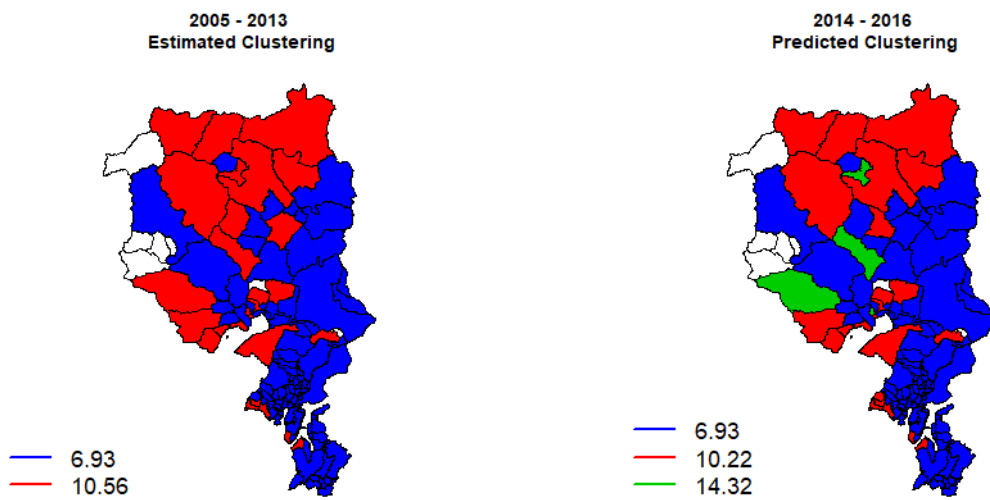 2005 - 2013
Estimated Clustering
6.93
10.56
2014 - 2016
Predicted Clustering
6.93
10.22
14.32